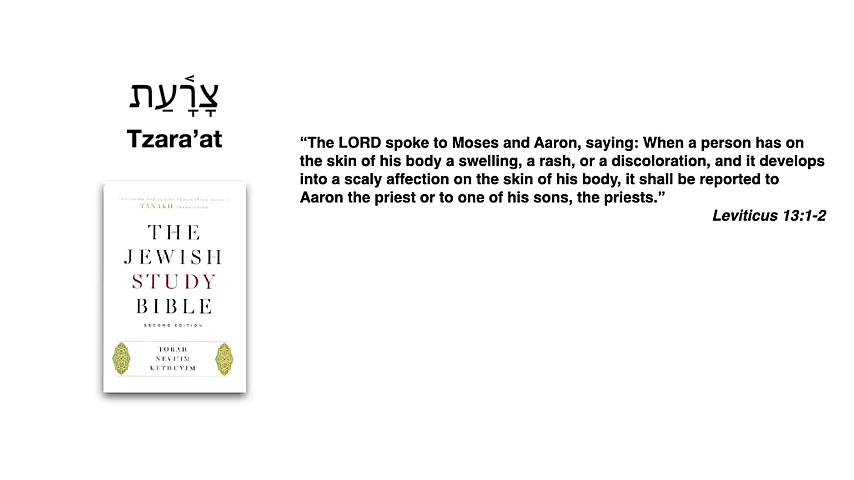 צָרָ֫עַת
Tzara’at
“The LORD spoke to Moses and Aaron, saying: When a person has on
the skin of his body a swelling, a rash, or a discoloration, and it develops
into a scaly affection on the skin of his body, it shall be reported to
Aaron the priest or to one of his sons, the priests.”
Leviticus 13:1-2
TANAKH TRANSLATION
THE
JEWISH
STUDY
BIBLE
SECOND EDITION
TORAH
NEVI'IM
KETHUVIM